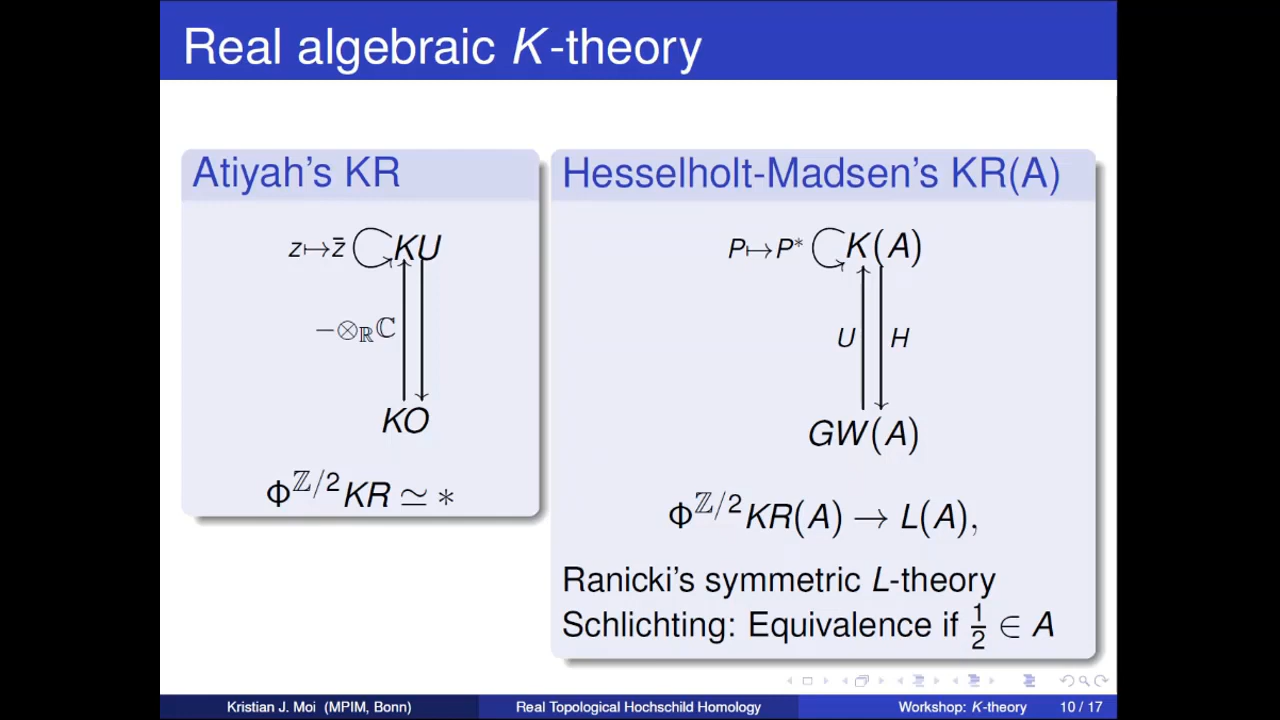 Real algebraic K-theory
Atiyah's KR
z↦z̄ KU
−⊗ℝℂ
KO
Φ^ℤ/2 KR ≃ ∗
Hesselholt-Madsen's KR(A)
P↦P* K(A)
U H
GW(A)
Φ^ℤ/2 KR(A) → L(A),
Ranicki's symmetric L-theory
Schlichting: Equivalence if 1/2 ∈ A
Kristian J. Moi (MPIM, Bonn) Real Topological Hochschild Homology Workshop: K-theory 10 / 17